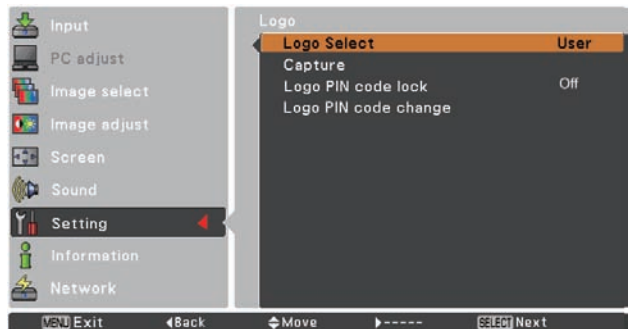 Input
PC adjust
Image select
Image adjust
Screen
Sound
Setting
Information
Network
Logo
Logo Select User
Capture
Logo PIN code lock Off
Logo PIN code change
MENU Exit ◀Back ◆Move ▶----- SELECT Next